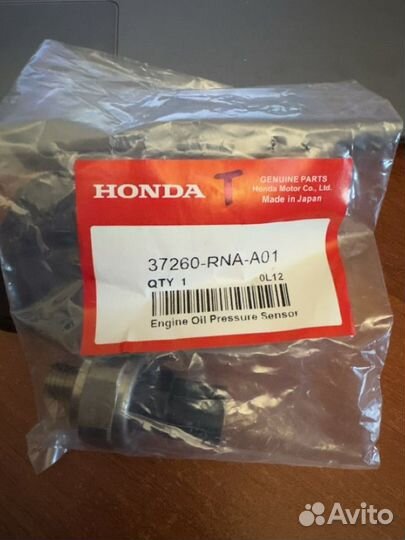 HONDA
T
GENUINE PARTS
Honda Motor Co., Ltd.
Made in Japan
37260-RNA-A01
QTY 1 0L12
Engine Oil Pressure Sensor
Avito